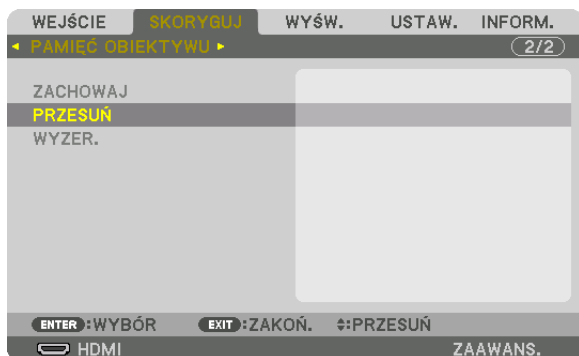 WEJŚCIE SKORYGUJ WYŚW. USTAW. INFORM.
PAMIĘĆ OBIEKTYWU 2/2
ZACHOWAJ
PRZESUŃ
WYZER.
ENTER :WYBÓR EXIT :ZAKOŃ. :PRZESUŃ
HDMI ZAAWANS.